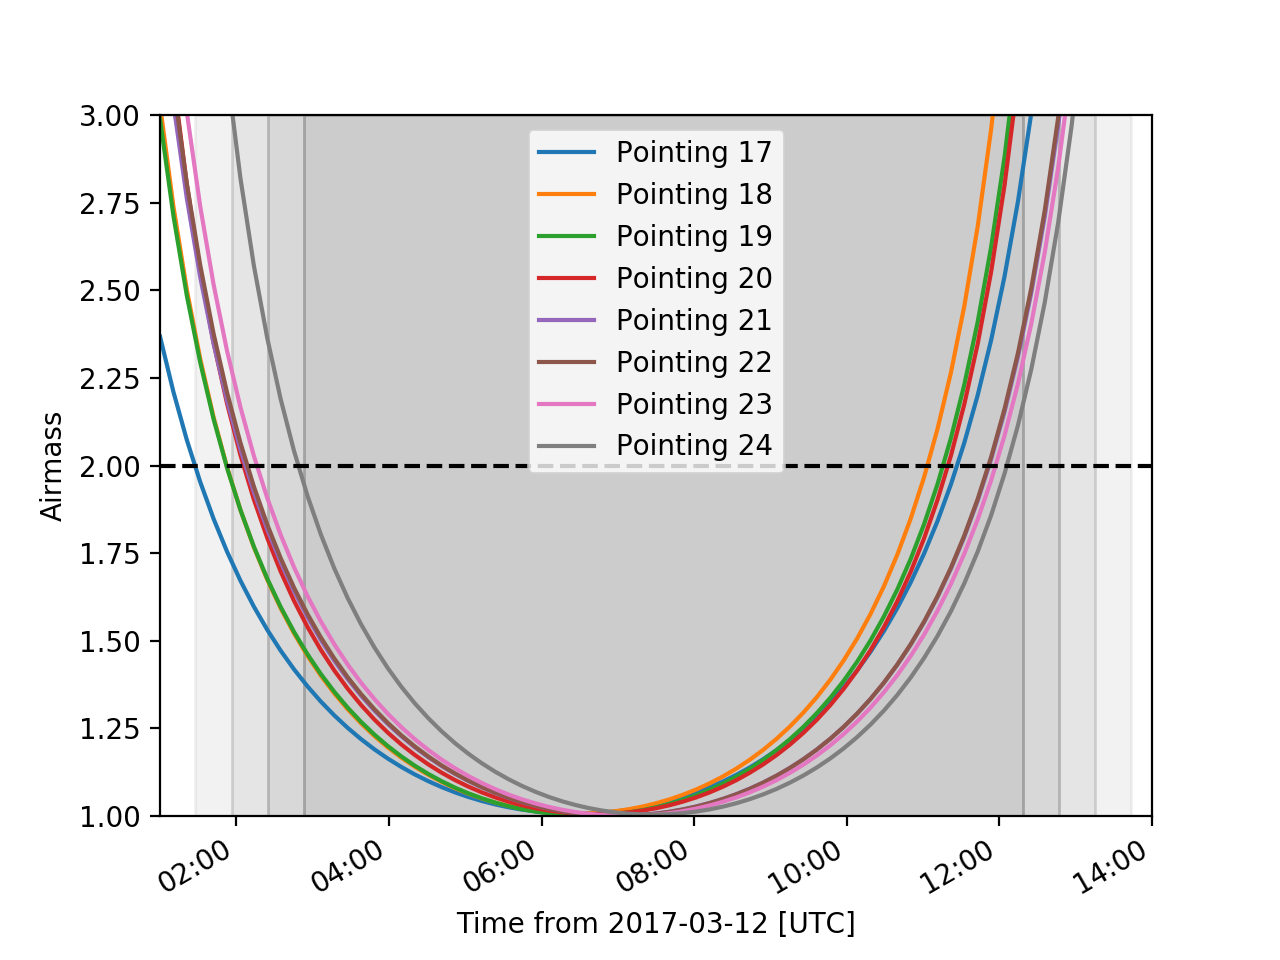 3.00
2.75
2.50
2.25
2.00
1.75
1.50
1.25
1.00
Airmass
Pointing 17
Pointing 18
Pointing 19
Pointing 20
Pointing 21
Pointing 22
Pointing 23
Pointing 24
02:00 04:00 06:00 08:00 10:00 12:00 14:00
Time from 2017-03-12 [UTC]